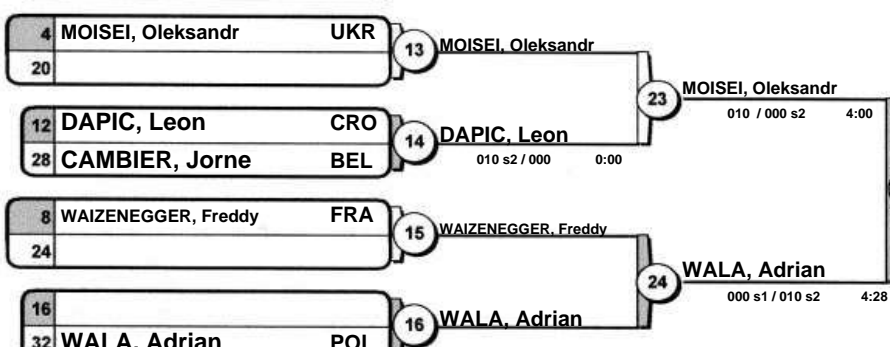 4 MOISEI, Oleksandr UKR
20
13 MOISEI, Oleksandr
12 DAPIC, Leon CRO
28 CAMBIER, Jorne BEL
14 DAPIC, Leon
010 s2 / 000 0:00
23 MOISEI, Oleksandr
010 / 000 s2 4:00
8 WAIZENEGGER, Freddy FRA
24
15 WAIZENEGGER, Freddy
16
32 WALA, Adrian POL
16 WALA, Adrian
24 WALA, Adrian
000 s1 / 010 s2 4:28